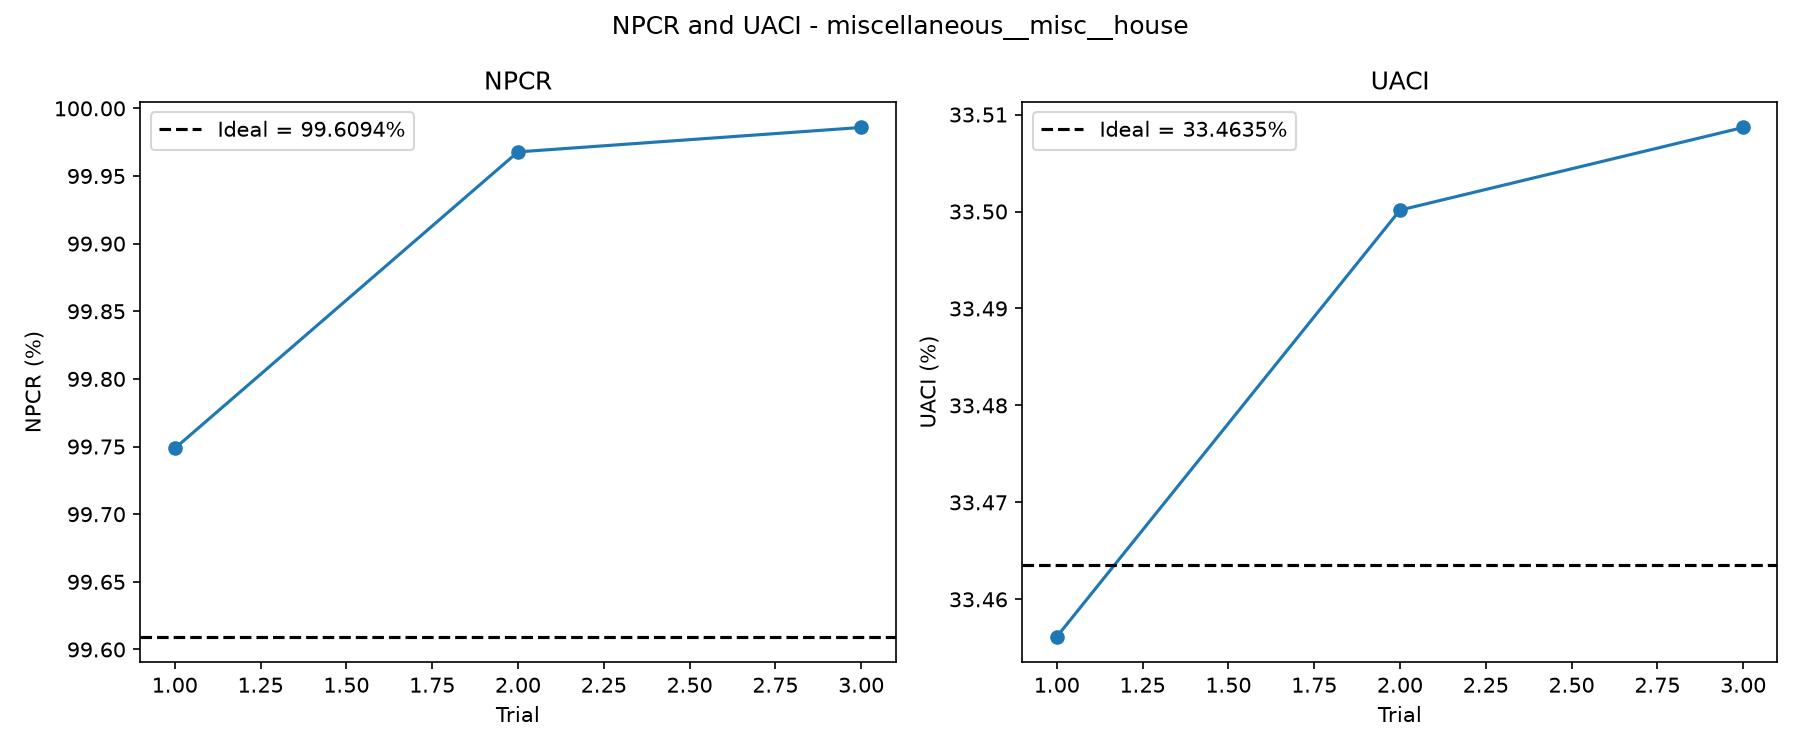 NPCR and UACI - miscellaneous__misc__house
NPCR
Ideal = 99.6094%
100.00
99.95
99.90
99.85
99.80
99.75
99.70
99.65
99.60
NPCR (%)
1.00 1.25 1.50 1.75 2.00 2.25 2.50 2.75 3.00
Trial
UACI
Ideal = 33.4635%
33.51
33.50
33.49
33.48
33.47
33.46
UACI (%)
1.00 1.25 1.50 1.75 2.00 2.25 2.50 2.75 3.00
Trial